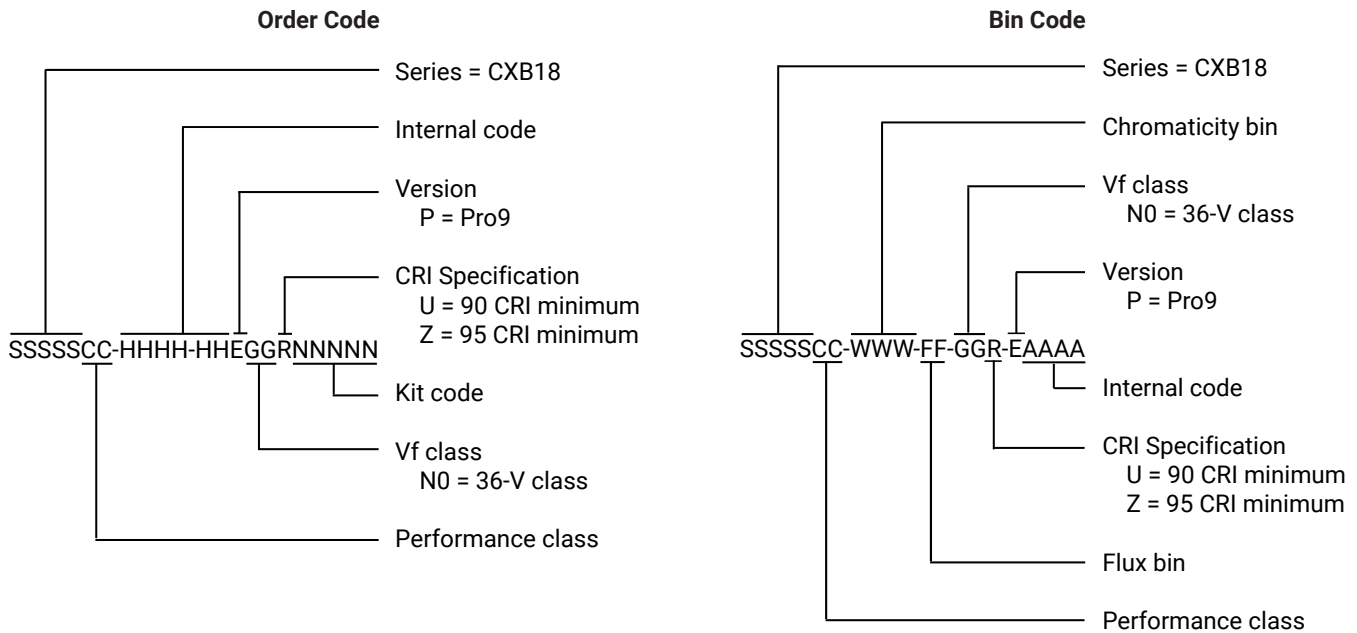 Order Code
Series = CXB18
Internal code
Version
P = Pro9
CRI Specification
U = 90 CRI minimum
Z = 95 CRI minimum
SSSSSCC-HHHH-HHEGGRNNNNN
Kit code
Vf class
N0 = 36-V class
Performance class
Bin Code
Series = CXB18
Chromaticity bin
Vf class
N0 = 36-V class
Version
P = Pro9
SSSSSCC-WWW-FF-GGR-EAAAA
Internal code
CRI Specification
U = 90 CRI minimum
Z = 95 CRI minimum
Flux bin
Performance class